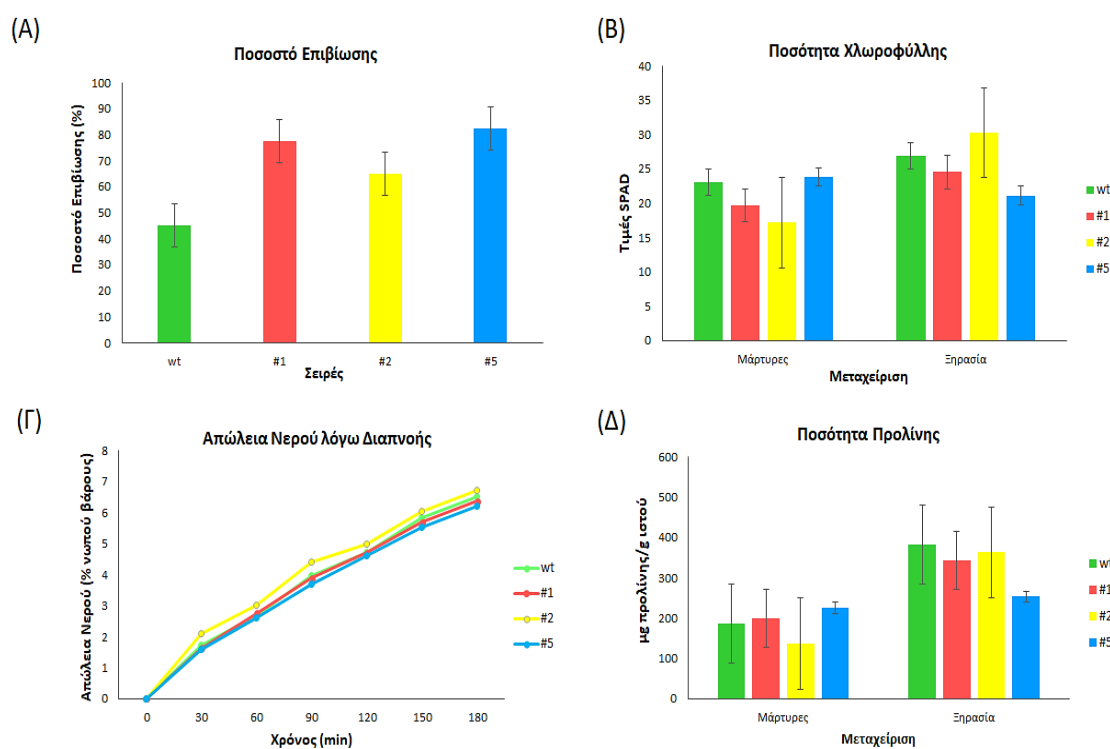 (Α)
Ποσοστό Επιβίωσης
Ποσοστό Επιβίωσης (%)
100
90
80
70
60
50
40
30
20
10
0
wt
#1
#2
#5
Σειρές
(Β)
Ποσότητα Χλωροφύλλης
Τιμές SPAD
40
35
30
25
20
15
10
5
0
Μάρτυρες
Ξηρασία
Μεταχείριση
wt
#1
#2
#5
(Γ)
Απώλεια Νερού λόγω Διαπνοής
Απώλεια Νερού (% νωπού βάρους)
8
7
6
5
4
3
2
1
0
0
30
60
90
120
150
180
Χρόνος (min)
wt
#1
#2
#5
(Δ)
Ποσότητα Προλίνης
μg προλίνης/g ιστού
600
500
400
300
200
100
0
Μάρτυρες
Ξηρασία
Μεταχείριση
wt
#1
#2
#5